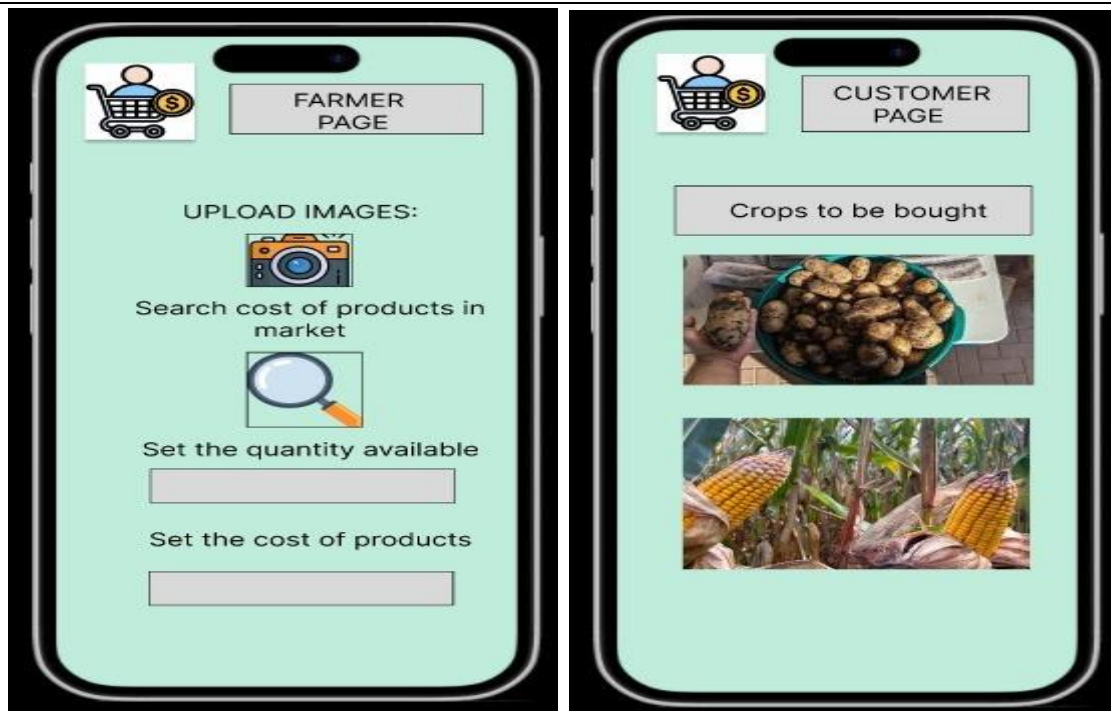 FARMER
PAGE
UPLOAD IMAGES:
Search cost of products in
market
Set the quantity available
Set the cost of products
CUSTOMER
PAGE
Crops to be bought